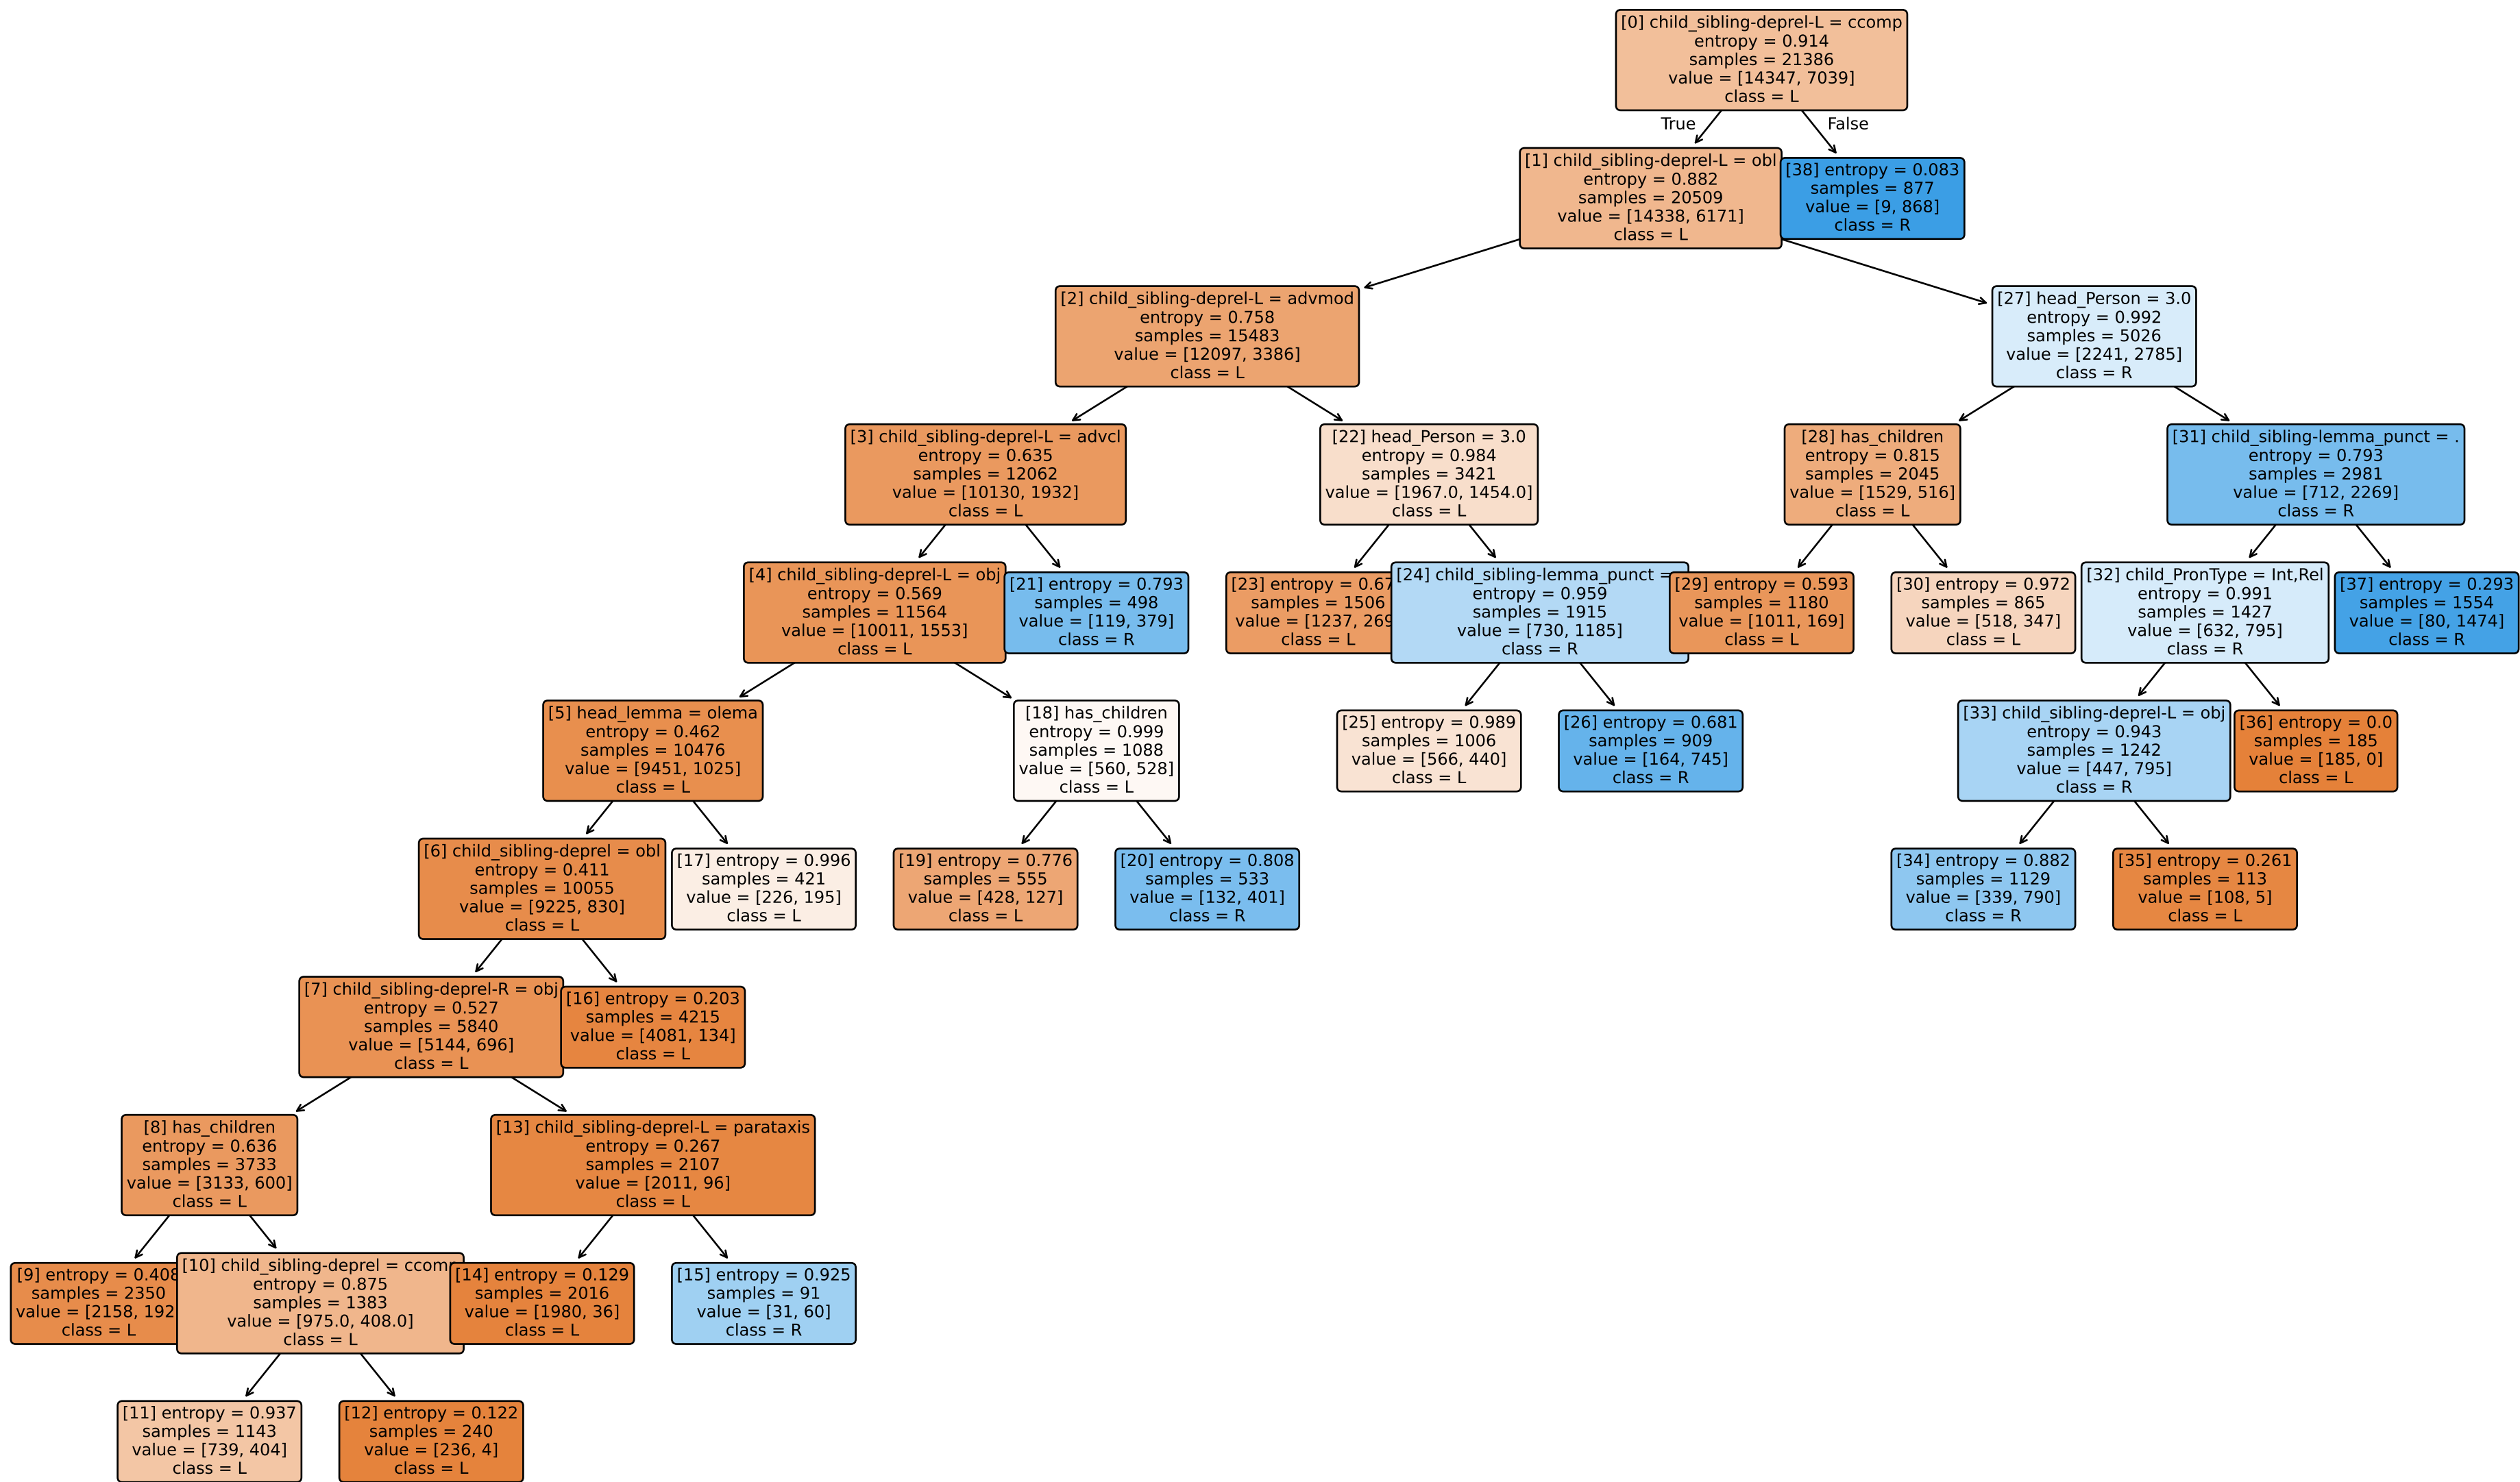 [0] child_sibling-deprel-L = ccomp
entropy = 0.914
samples = 21386
value = [14347, 7039]
class = L
True
False
[1] child_sibling-deprel-L = obl
entropy = 0.882
samples = 20509
value = [14338, 6171]
class = L
[38] entropy = 0.083
samples = 877
value = [9, 868]
class = R
[2] child_sibling-deprel-L = advmod
entropy = 0.758
samples = 15483
value = [12097, 3386]
class = L
[27] head_Person = 3.0
entropy = 0.992
samples = 5026
value = [2241, 2785]
class = R
[3] child_sibling-deprel-L = advcl
entropy = 0.635
samples = 12062
value = [10130, 1932]
class = L
[22] head_Person = 3.0
entropy = 0.984
samples = 3421
value = [1967.0, 1454.0]
class = L
[28] has_children
entropy = 0.815
samples = 2045
value = [1529, 516]
class = L
[31] child_sibling-lemma_punct = .
entropy = 0.793
samples = 2981
value = [712, 2269]
class = R
[4] child_sibling-deprel-L = obj
entropy = 0.569
samples = 11564
value = [10011, 1553]
class = L
[21] entropy = 0.793
samples = 498
value = [119, 379]
class = R
[23] entropy = 0.67
samples = 1506
value = [1237, 269
class = L
[24] child_sibling-lemma_punct =
entropy = 0.959
samples = 1915
value = [730, 1185]
class = R
[29] entropy = 0.593
samples = 1180
value = [1011, 169]
class = L
[30] entropy = 0.972
samples = 865
value = [518, 347]
class = L
[32] child_PronType = Int,Rel
entropy = 0.991
samples = 1427
value = [632, 795]
class = R
[37] entropy = 0.293
samples = 1554
value = [80, 1474]
class = R
[5] head_lemma = olema
entropy = 0.462
samples = 10476
value = [9451, 1025]
class = L
[18] has_children
entropy = 0.999
samples = 1088
value = [560, 528]
class = L
[25] entropy = 0.989
samples = 1006
value = [566, 440]
class = L
[26] entropy = 0.681
samples = 909
value = [164, 745]
class = R
[33] child_sibling-deprel-L = obj
entropy = 0.943
samples = 1242
value = [447, 795]
class = R
[36] entropy = 0.0
samples = 185
value = [185, 0]
class = L
[6] child_sibling-deprel = obl
entropy = 0.411
samples = 10055
value = [9225, 830]
class = L
[17] entropy = 0.996
samples = 421
value = [226, 195]
class = L
[19] entropy = 0.776
samples = 555
value = [428, 127]
class = L
[20] entropy = 0.808
samples = 533
value = [132, 401]
class = R
[34] entropy = 0.882
samples = 1129
value = [339, 790]
class = R
[35] entropy = 0.261
samples = 113
value = [108, 5]
class = L
[7] child_sibling-deprel-R = obj
entropy = 0.527
samples = 5840
value = [5144, 696]
class = L
[16] entropy = 0.203
samples = 4215
value = [4081, 134]
class = L
[8] has_children
entropy = 0.636
samples = 3733
value = [3133, 600]
class = L
[13] child_sibling-deprel-L = parataxis
entropy = 0.267
samples = 2107
value = [2011, 96]
class = L
[9] entropy = 0.408
samples = 2350
value = [2158, 192
class = L
[10] child_sibling-deprel = ccomp
entropy = 0.875
samples = 1383
value = [975.0, 408.0]
class = L
[14] entropy = 0.129
samples = 2016
value = [1980, 36]
class = L
[15] entropy = 0.925
samples = 91
value = [31, 60]
class = R
[11] entropy = 0.937
samples = 1143
value = [739, 404]
class = L
[12] entropy = 0.122
samples = 240
value = [236, 4]
class = L